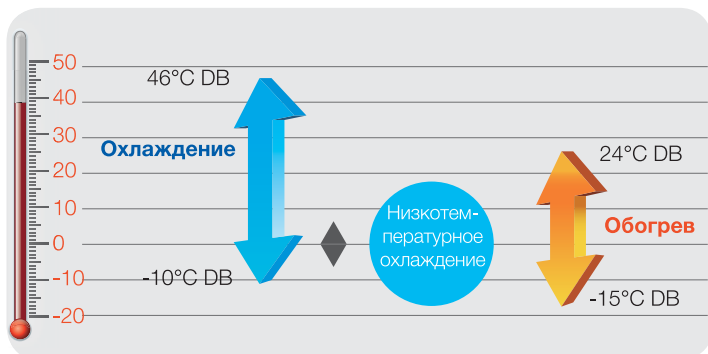 50
40
30
20
10
0
-10
-20
46°C DB
Охлаждение
-10°C DB
Низкотем-
пературное
охлаждение
24°C DB
Обогрев
-15°C DB